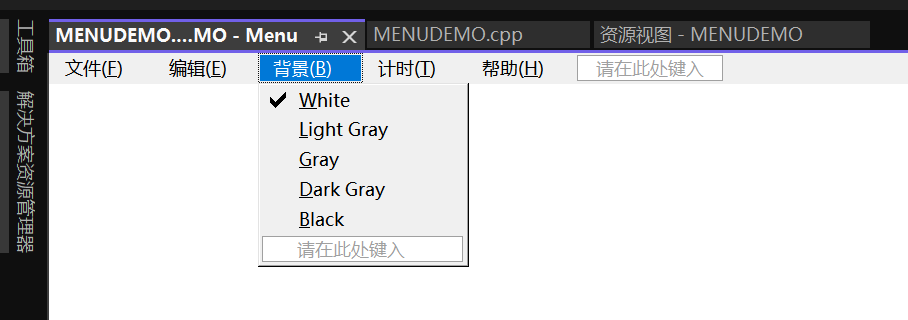 MENUDEMO....MO - Menu
MENUDEMO.cpp
资源视图 - MENUDEMO
工具箱
解决方案资源管理器
文件(F)
编辑(E)
背景(B)
计时(T)
帮助(H)
请在此处键入
White
Light Gray
Gray
Dark Gray
Black
请在此处键入